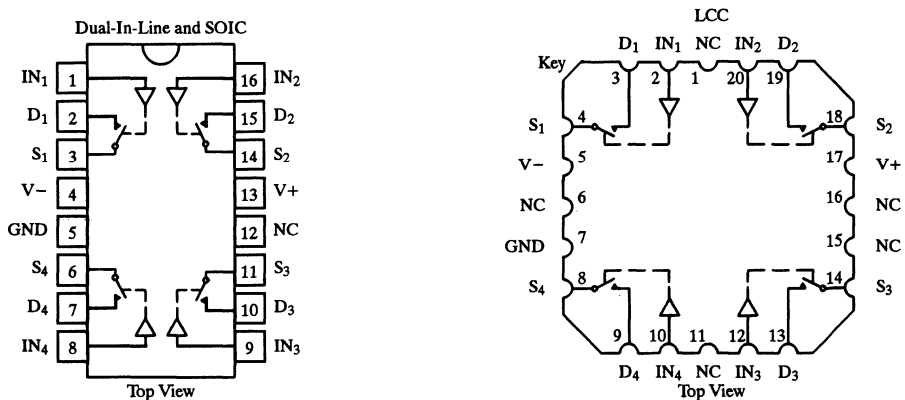 Dual-In-Line and SOIC
IN1 1 16 IN2
D1 2 15 D2
S1 3 14 S2
V− 4 13 V+
GND 5 12 NC
S4 6 11 S3
D4 7 10 D3
IN4 8 9 IN3
Top View
LCC
D1 IN1 NC IN2 D2
Key 3 2 1 20 19
S1 4 18 S2
V− 5 17 V+
NC 6 16 NC
GND 7 15 NC
S4 8 14 S3
9 10 11 12 13
D4 IN4 NC IN3 D3
Top View